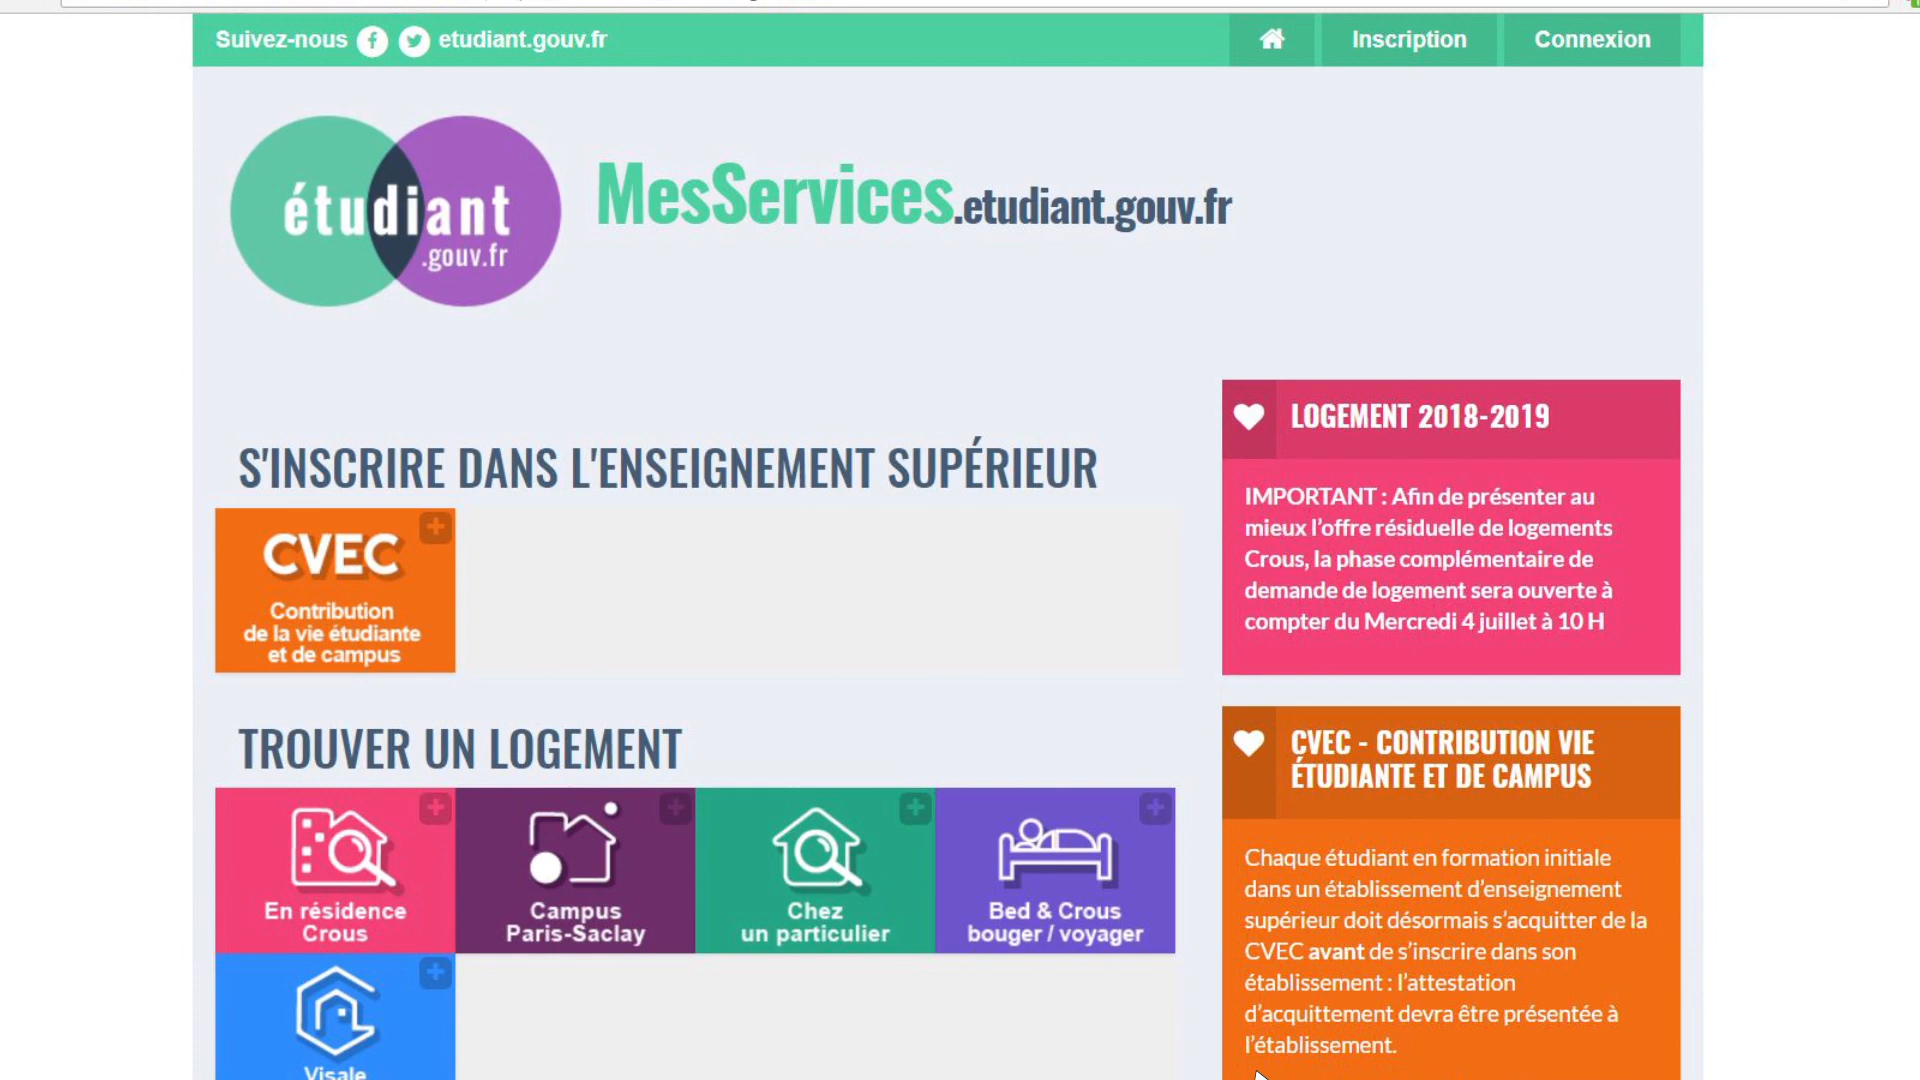 Suivez-nous etudiant.gouv.fr Inscription Connexion
étudiant
.gouv.fr
MesServices.etudiant.gouv.fr
S'INSCRIRE DANS L'ENSEIGNEMENT SUPÉRIEUR
CVEC
Contribution
de la vie étudiante
et de campus
TROUVER UN LOGEMENT
En résidence
Crous
Campus
Paris-Saclay
Chez
un particulier
Bed & Crous
bouger / voyager
Visale
LOGEMENT 2018-2019
IMPORTANT : Afin de présenter au
mieux l'offre résiduelle de logements
Crous, la phase complémentaire de
demande de logement sera ouverte à
compter du Mercredi 4 juillet à 10 H
CVEC - CONTRIBUTION VIE
ÉTUDIANTE ET DE CAMPUS
Chaque étudiant en formation initiale
dans un établissement d'enseignement
supérieur doit désormais s'acquitter de la
CVEC avant de s'inscrire dans son
établissement : l'attestation
d'acquittement devra être présentée à
l'établissement.